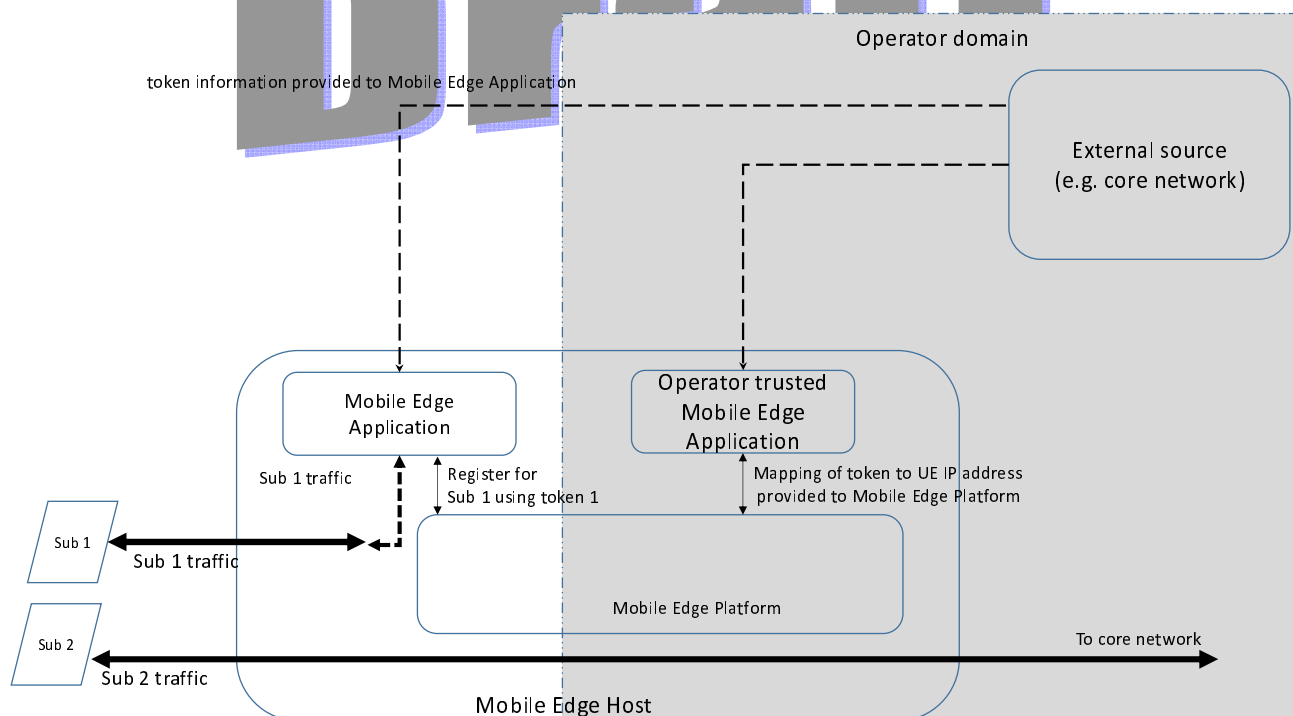 Operator domain
token information provided to Mobile Edge Application
External source
(e.g. core network)
Operator trusted
Mobile Edge
Application
Mobile Edge
Application
Sub 1 traffic
Register for
Sub 1 using token 1
Mapping of token to UE IP address
provided to Mobile Edge Platform
Sub 1
Sub 1 traffic
Mobile Edge Platform
Sub 2
To core network
Sub 2 traffic
Mobile Edge Host